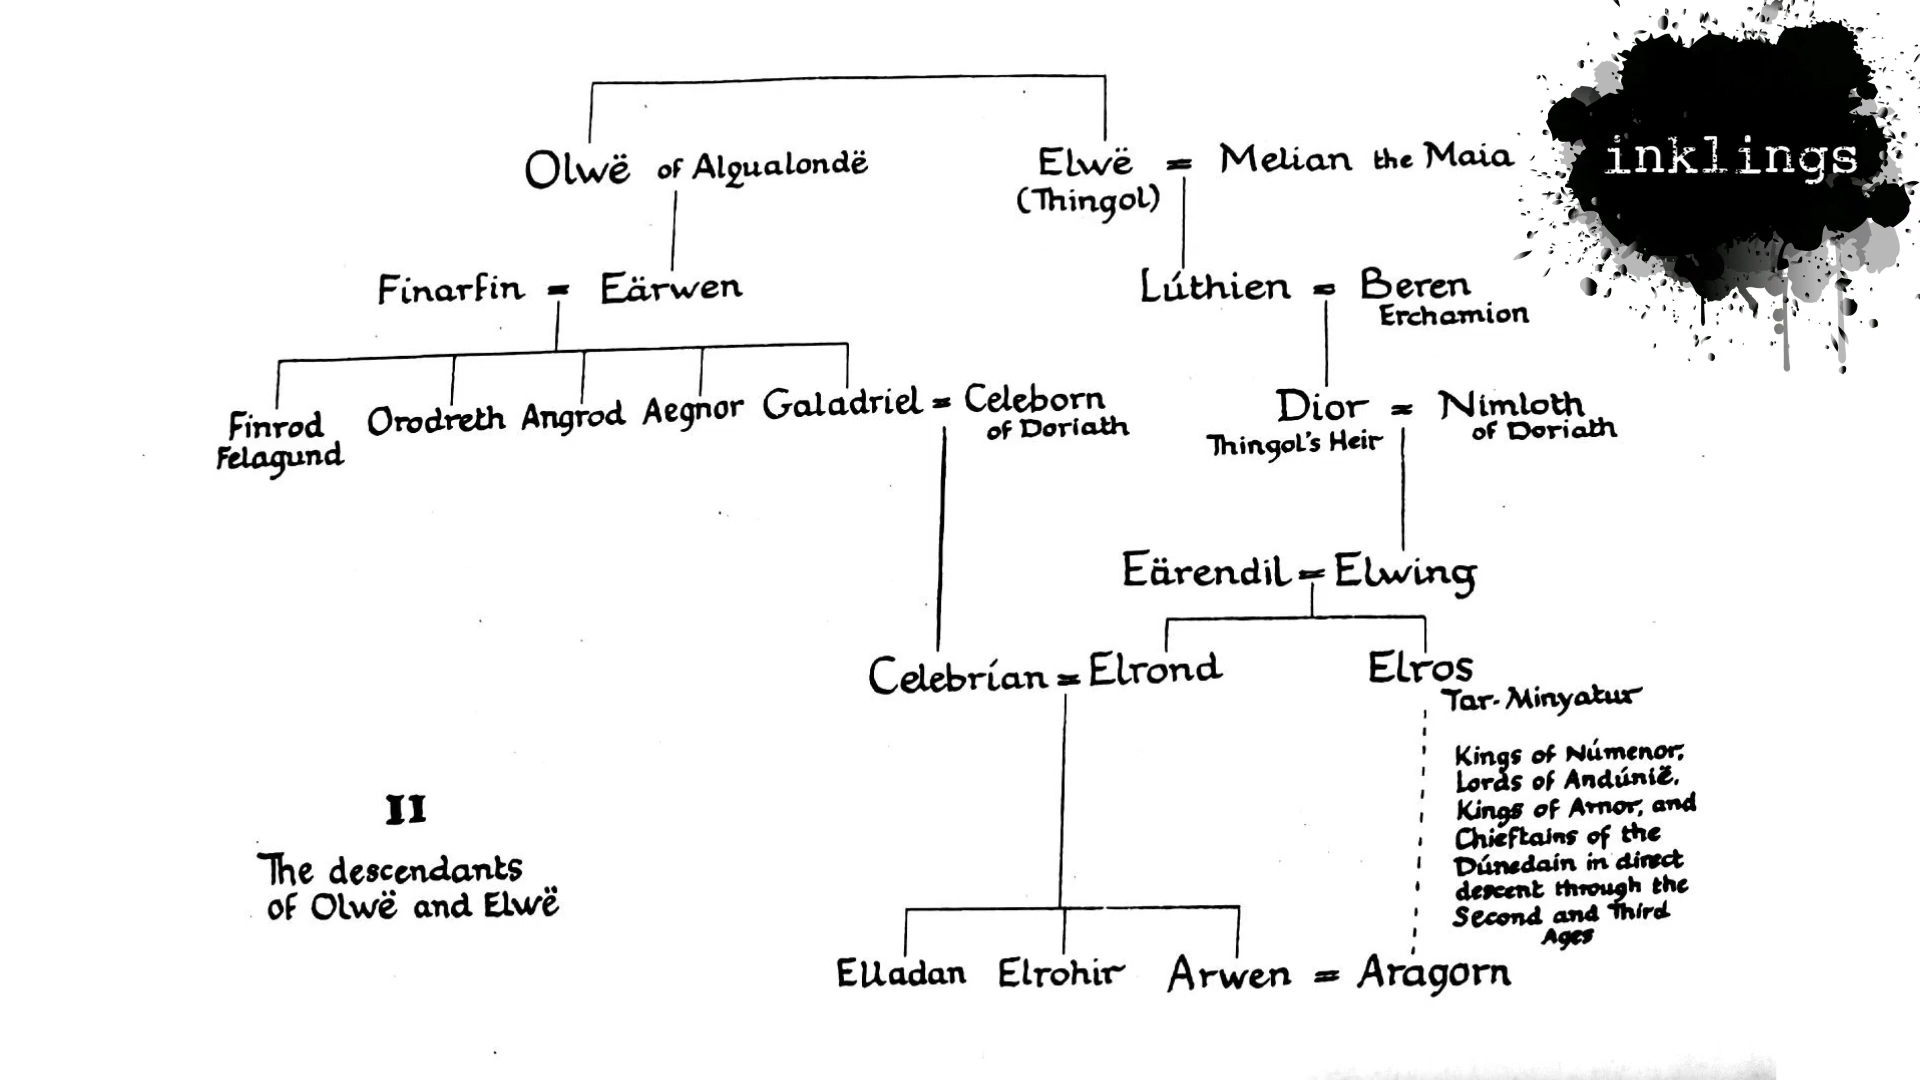 inklings
Olwë of Alqualondë
Elwë = Melian the Maia
(Thingol)
Finarfin = Eärwen
Lúthien = Beren
Erchamion
Finrod
Felagund
Orodreth
Angrod
Aegnor
Galadriel = Celeborn
of Doriath
Dior = Nimloth
Thingol's Heir
of Doriath
Eärendil = Elwing
Celebrían = Elrond
Elros
Tar-Minyatur
Kings of Númenor,
Lords of Andúnië,
Kings of Arnor, and
Chieftains of the
Dúnedain in direct
descent through the
Second and Third
Ages
II
The descendants
of Olwë and Elwë
Elladan
Elrohir
Arwen = Aragorn